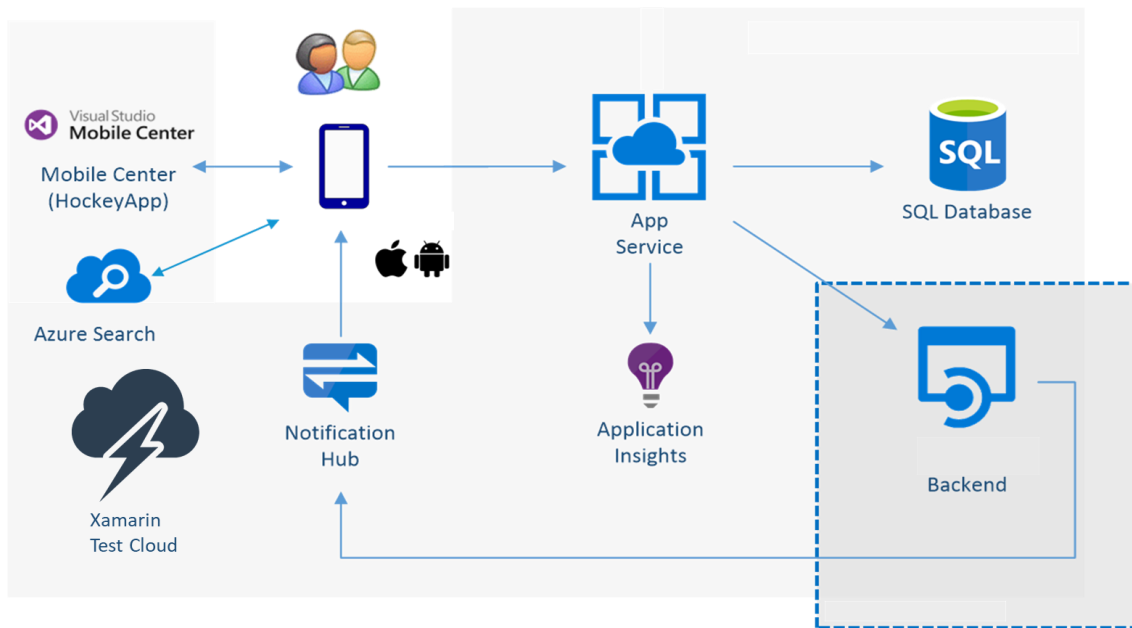 Visual Studio
Mobile Center
Mobile Center
(HockeyApp)
Azure Search
Xamarin
Test Cloud
Notification
Hub
App
Service
Application
Insights
SQL
SQL Database
Backend